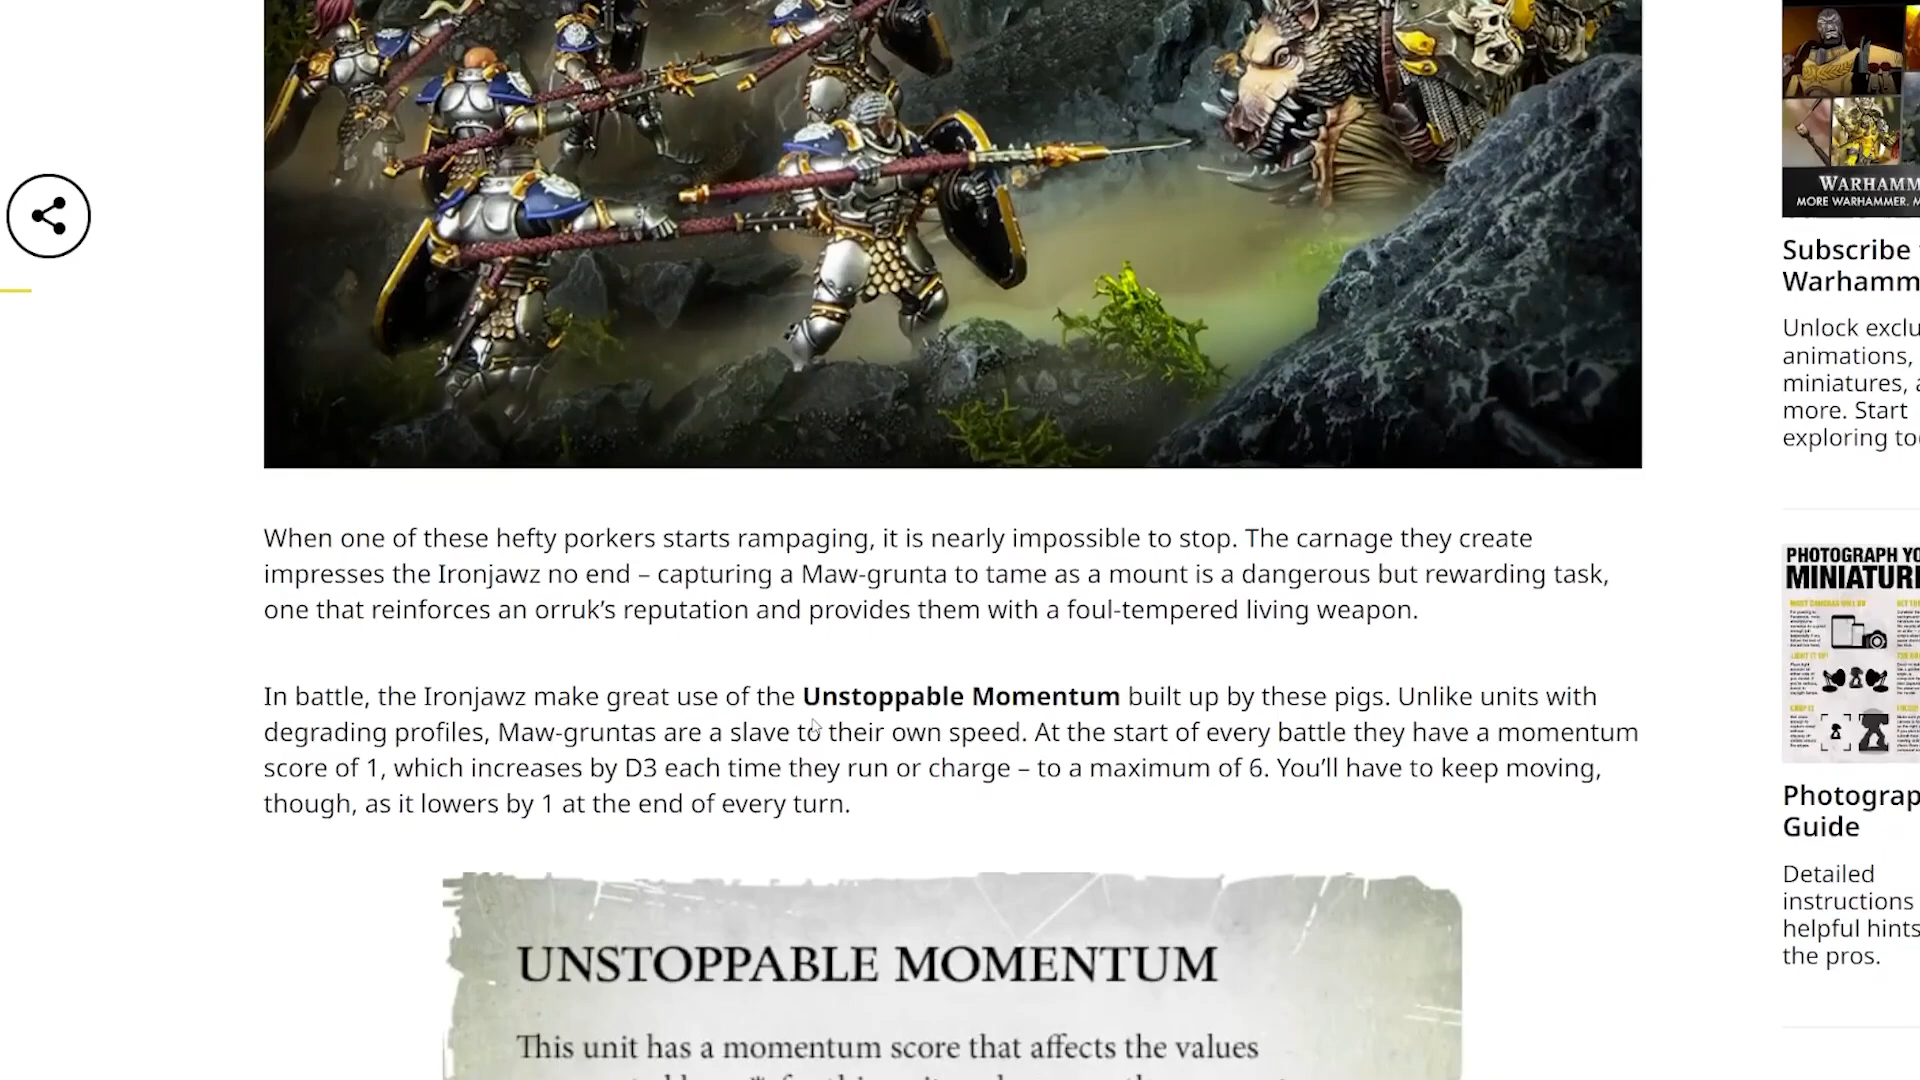 When one of these hefty porkers starts rampaging, it is nearly impossible to stop. The carnage they create
impresses the Ironjawz no end – capturing a Maw-grunta to tame as a mount is a dangerous but rewarding task,
one that reinforces an orruk’s reputation and provides them with a foul-tempered living weapon.
In battle, the Ironjawz make great use of the Unstoppable Momentum built up by these pigs. Unlike units with
degrading profiles, Maw-gruntas are a slave to their own speed. At the start of every battle they have a momentum
score of 1, which increases by D3 each time they run or charge – to a maximum of 6. You’ll have to keep moving,
though, as it lowers by 1 at the end of every turn.
UNSTOPPABLE MOMENTUM
This unit has a momentum score that affects the values
WARHAMM
MORE WARHAMMER, M
Subscribe
Warhamm
Unlock exclu
animations,
miniatures, a
more. Start
exploring to
PHOTOGRAPH YO
MINIATUR
Photograp
Guide
Detailed
instructions
helpful hints
the pros.